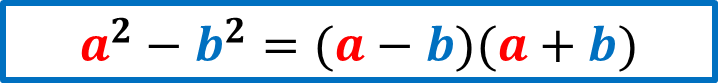 a² − b² = (a − b)(a + b)